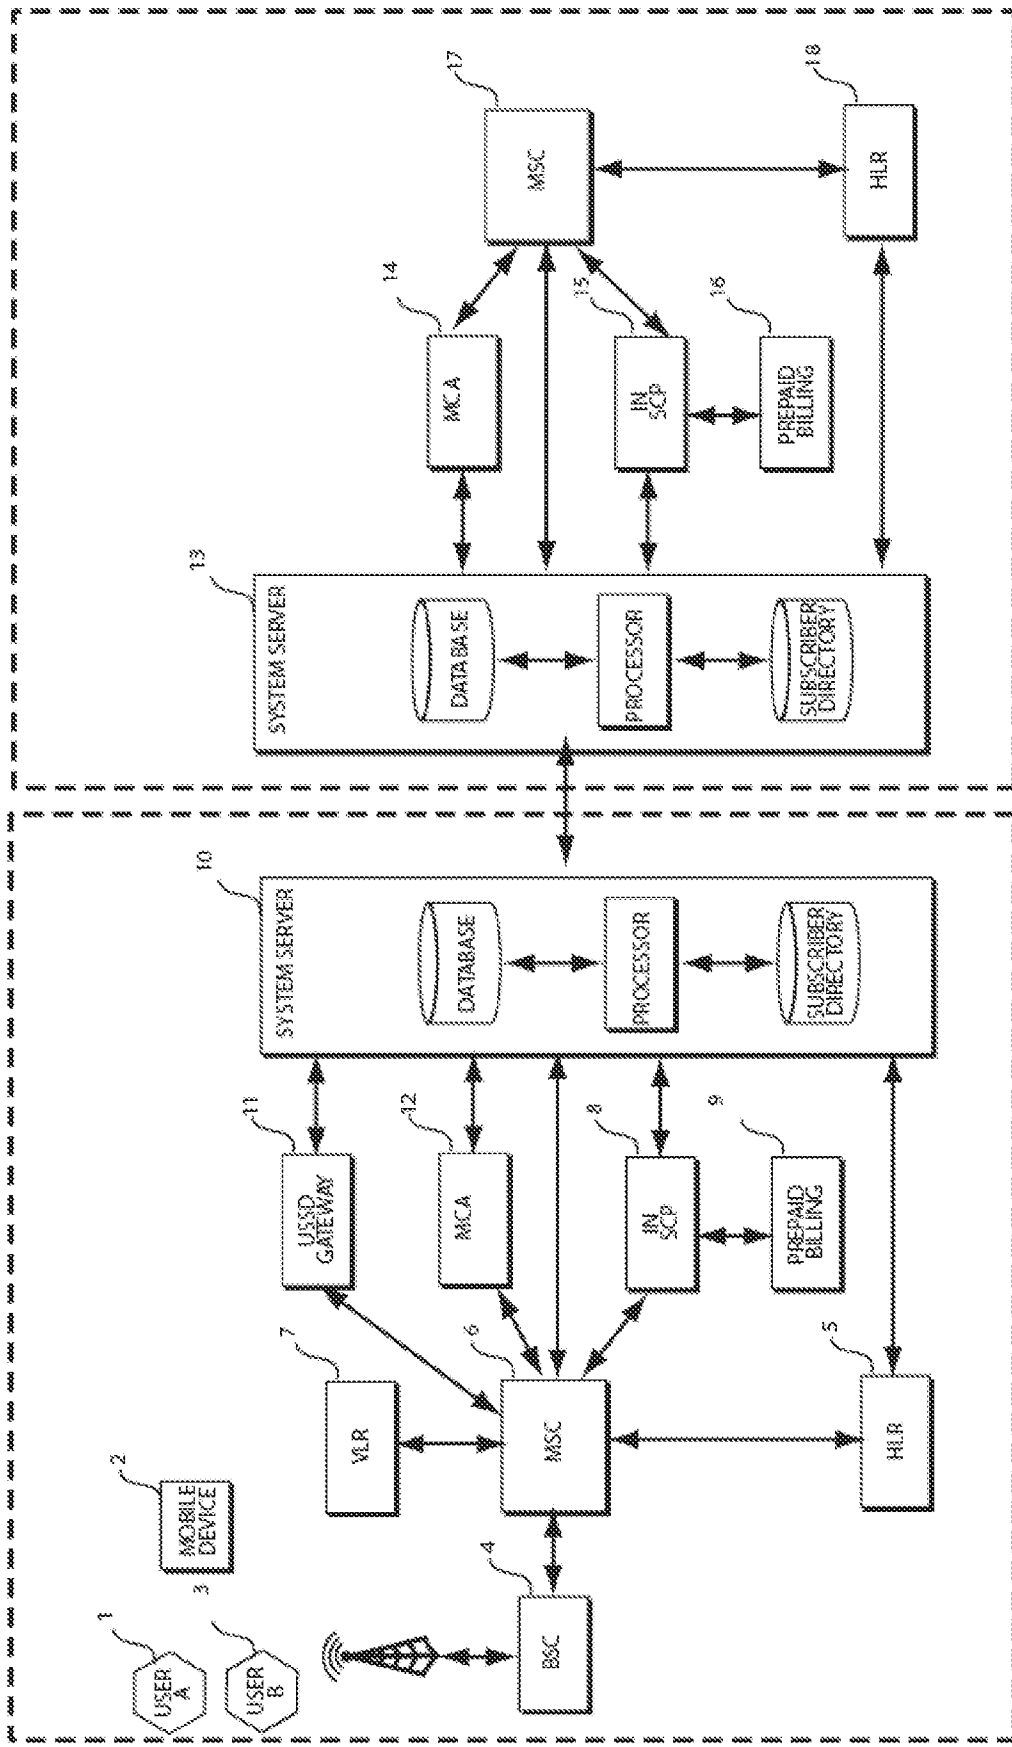 1
USER
A
3
USER
B
2
MOBILE
DEVICE
4
BSC
7
VLR
6
MSC
5
HLR
11
USSD
GATEWAY
12
MCA
8
IN
SCP
9
PREPAID
BILLING
10
SYSTEM SERVER
DATABASE
PROCESSOR
SUBSCRIBER
DIRECTORY
13
SYSTEM SERVER
DATABASE
PROCESSOR
SUBSCRIBER
DIRECTORY
14
MCA
15
IN
SCP
16
PREPAID
BILLING
17
MSC
18
HLR